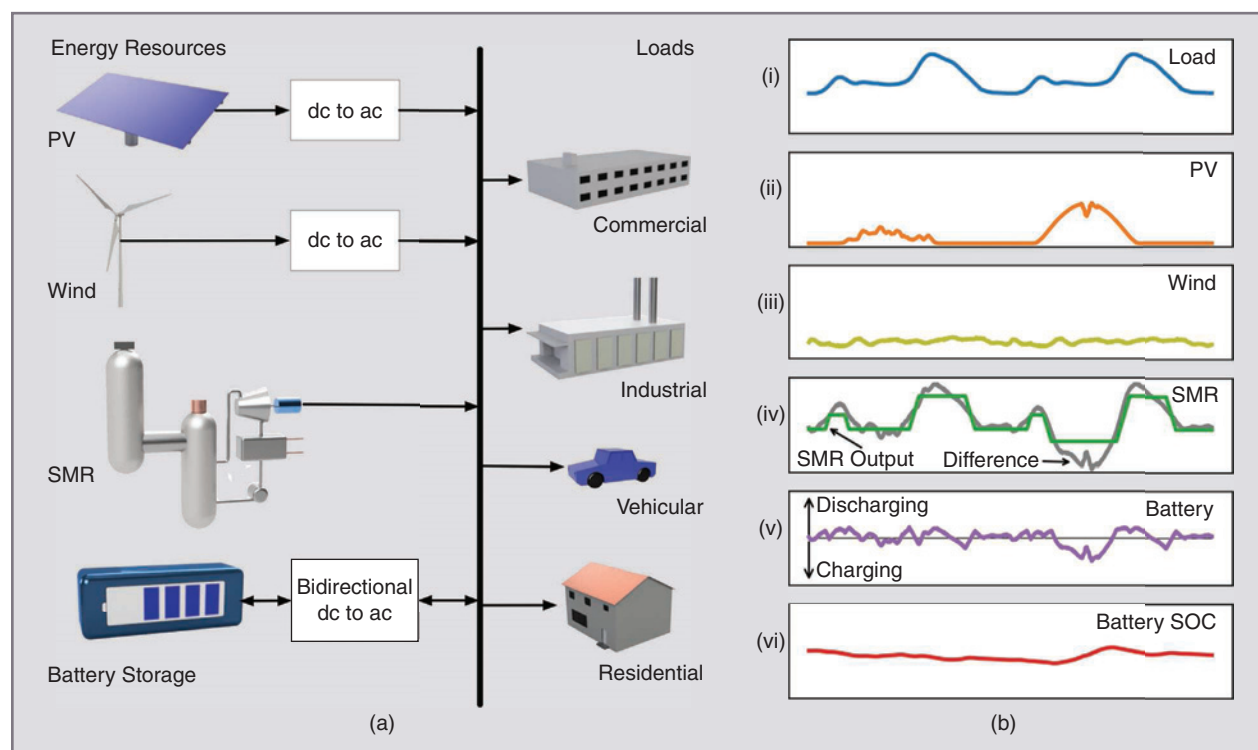 Energy Resources
Loads
PV
dc to ac
Wind
dc to ac
SMR
Battery Storage
Bidirectional
dc to ac
Commercial
Industrial
Vehicular
Residential
(a)
(i)
Load
(ii)
PV
(iii)
Wind
(iv)
SMR
SMR Output
Difference
(v)
Discharging
Battery
Charging
(vi)
Battery SOC
(b)